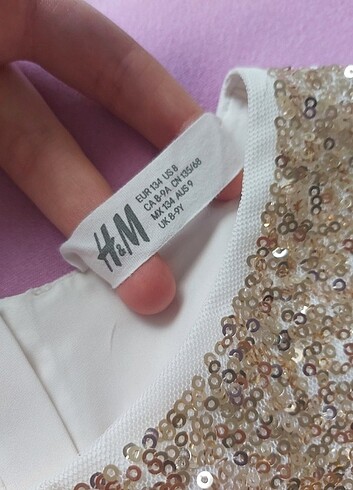 H&M
EUR 134 US 8
CA 8-9A CN 135/68
MX 134 AUS 9
UK 8-9Y